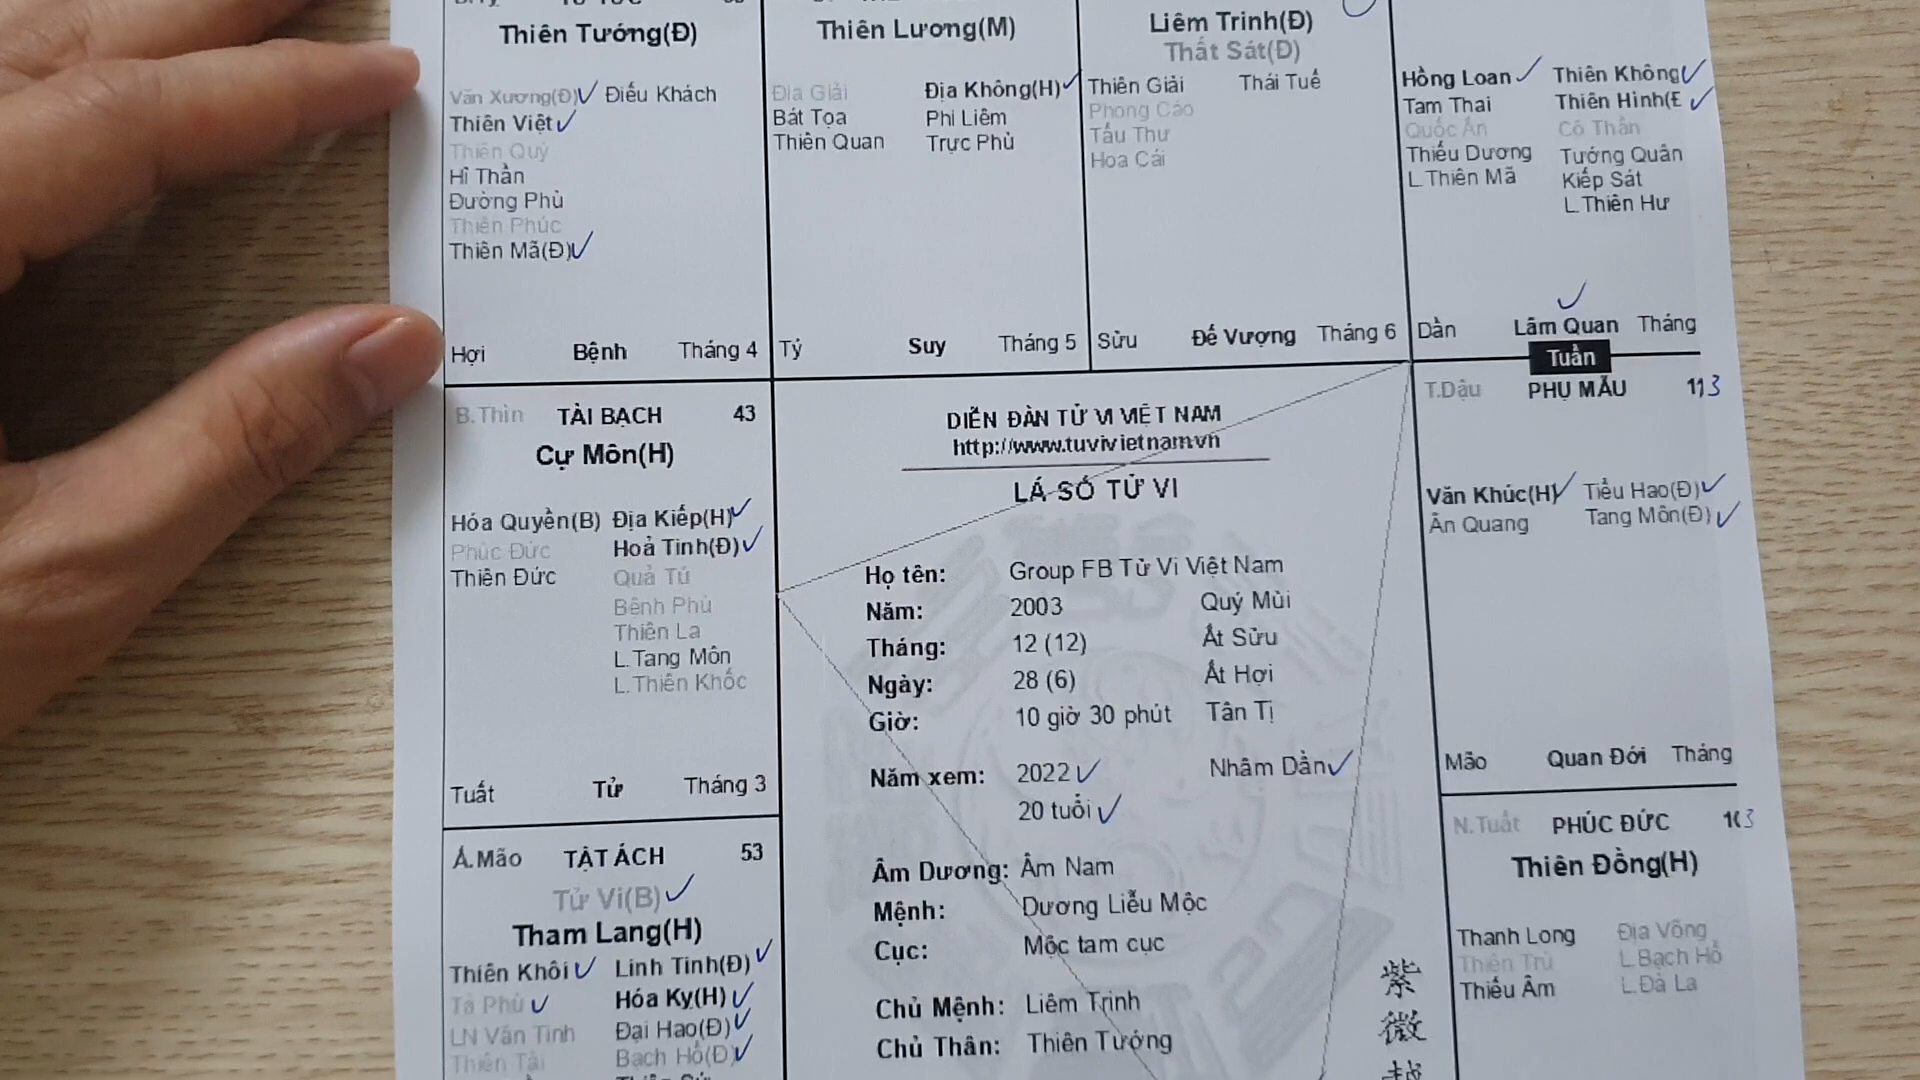 Thiên Tướng(Đ)
Văn Xương(Đ) Điếu Khách
Thiên Việt
Thiên Quý
Hỉ Thần
Đường Phù
Thiên Phúc
Thiên Mã(Đ)
Hợi Bệnh Tháng 4
Thiên Lương(M)
Địa Giải Địa Không(H)
Bát Tọa Phi Liêm
Thiên Quan Trực Phù
Tý Suy Tháng 5
Liêm Trinh(Đ)
Thất Sát(Đ)
Thiên Giải Thái Tuế
Phong Cáo
Tấu Thư
Hoa Cái
Sửu Đế Vượng Tháng 6
Hồng Loan Thiên Không
Tam Thai Thiên Hình(Đ
Quốc Ấn Cô Thần
Thiếu Dương Tướng Quân
L.Thiên Mã Kiếp Sát
L.Thiên Hư
Dần Lâm Quan Tháng
Tuần
B.Thìn TÀI BẠCH 43
Cự Môn(H)
Hóa Quyền(B) Địa Kiếp(H)
Phúc Đức Hoả Tinh(Đ)
Thiên Đức Quả Tú
Bệnh Phù
Thiên La
L.Tang Môn
L.Thiên Khốc
Tuất Tử Tháng 3
DIỄN ĐÀN TỬ VI VIỆT NAM
http://www.tuvivietnam.vn
LÁ SỐ TỬ VI
Họ tên: Group FB Tử Vi Việt Nam
Năm: 2003 Quý Mùi
Tháng: 12 (12) Ất Sửu
Ngày: 28 (6) Ất Hợi
Giờ: 10 giờ 30 phút Tân Tị
Năm xem: 2022 Nhâm Dần
20 tuổi
Âm Dương: Âm Nam
Mệnh: Dương Liễu Mộc
Cục: Mộc tam cục
Chủ Mệnh: Liêm Trinh
Chủ Thân: Thiên Tướng
紫
微
T.Dậu PHỤ MẪU 113
Văn Khúc(H) Tiểu Hao(Đ)
Ân Quang Tang Môn(Đ)
Mão Quan Đới Tháng
Á.Mão TẬT ÁCH 53
Tử Vi(B)
Tham Lang(H)
Thiên Khôi Linh Tinh(Đ)
Tả Phù Hóa Kỵ(H)
LN Văn Tinh Đại Hao(Đ)
Thiên Tài Bạch Hổ(Đ)
N.Tuất PHÚC ĐỨC 103
Thiên Đồng(H)
Thanh Long Địa Võng
Thiên Trù L.Bạch Hổ
Thiếu Âm L.Đà La